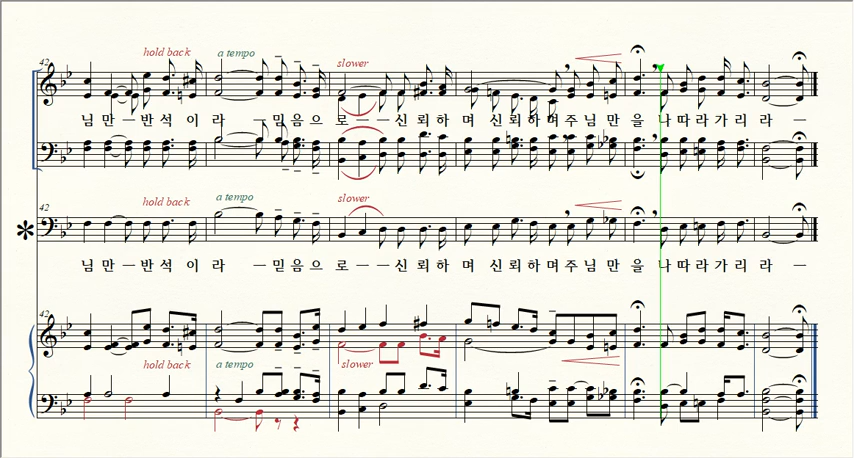 hold back a tempo slower
42
님 만 ― 반 석 이 라 ― 믿 음 으 로 ― ― 신 뢰 하 며 신 뢰 하 며 주 님 만 을 나 따 라 가 리 라 ―
hold back a tempo slower
42
님 만 ― 반 석 이 라 ― 믿 음 으 로 ― ― 신 뢰 하 며 신 뢰 하 며 주 님 만 을 나 따 라 가 리 라 ―
42
hold back a tempo slower